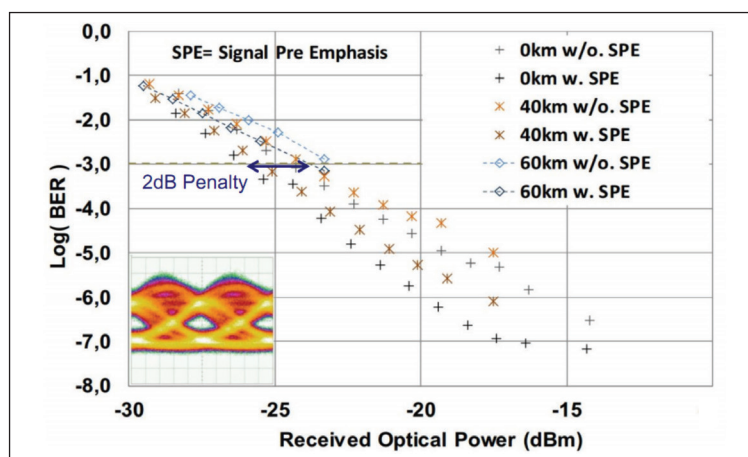 SPE= Signal Pre Emphasis
0km w/o. SPE
0km w. SPE
40km w/o. SPE
40km w. SPE
60km w/o. SPE
60km w. SPE
2dB Penalty
Log( BER)
0,0
-1,0
-2,0
-3,0
-4,0
-5,0
-6,0
-7,0
-8,0
-30
-25
-20
-15
Received Optical Power (dBm)